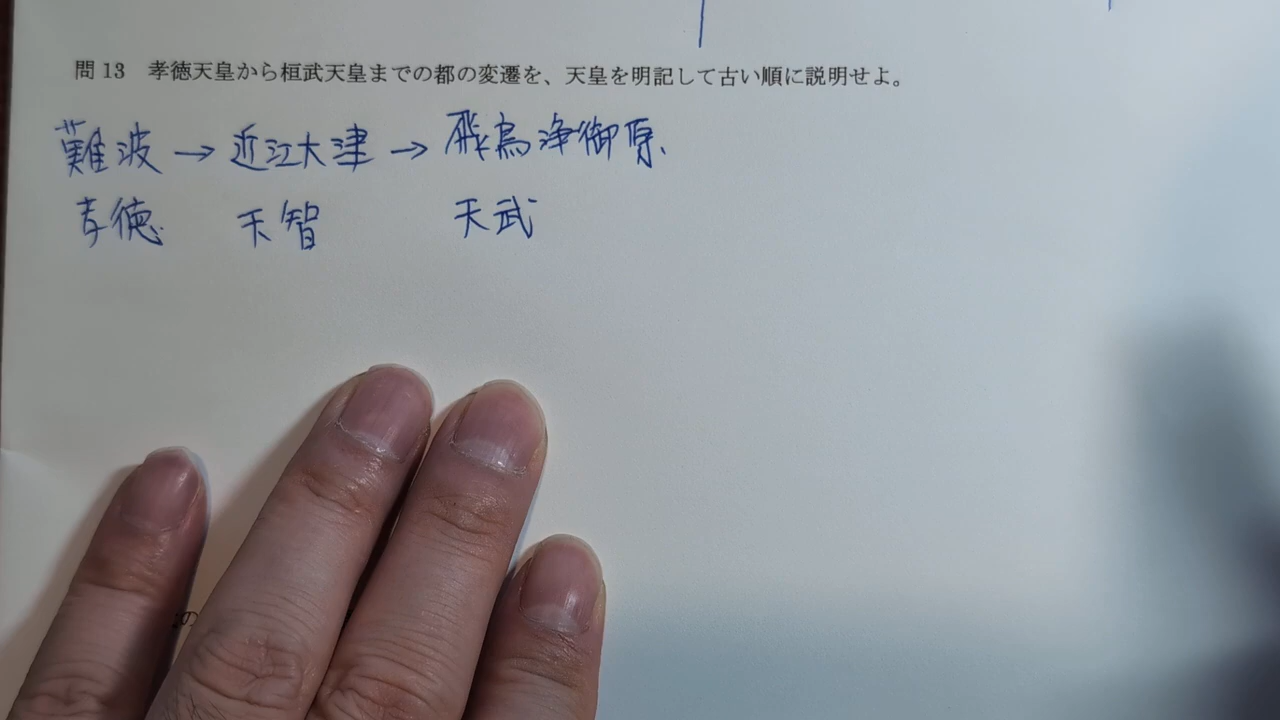 問13 孝徳天皇から桓武天皇までの都の変遷を、天皇を明記して古い順に説明せよ。
難波→近江大津→飛鳥浄御原、
孝徳 天智 天武
の